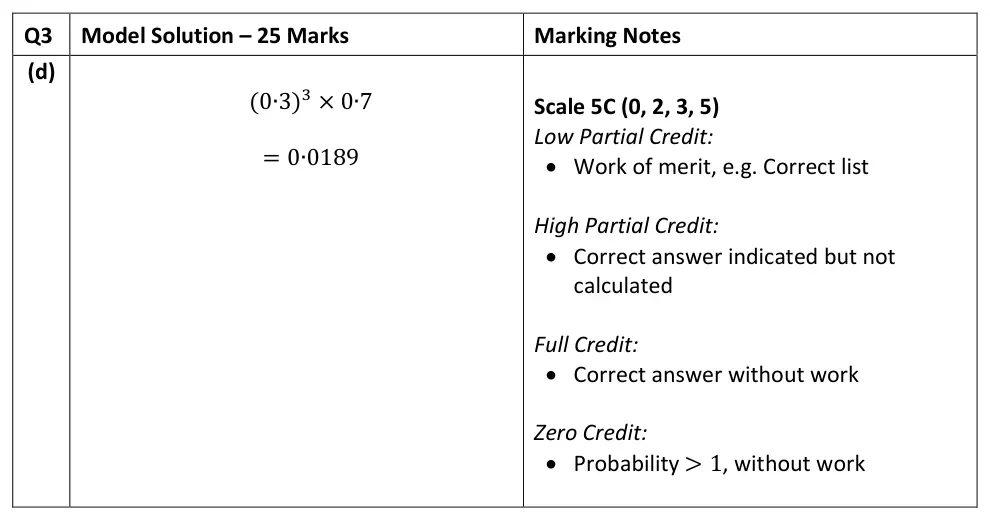 Q3 Model Solution – 25 Marks Marking Notes
(d)
(0·3)³ × 0·7
= 0·0189
Scale 5C (0, 2, 3, 5)
Low Partial Credit:
• Work of merit, e.g. Correct list
High Partial Credit:
• Correct answer indicated but not
calculated
Full Credit:
• Correct answer without work
Zero Credit:
• Probability > 1, without work